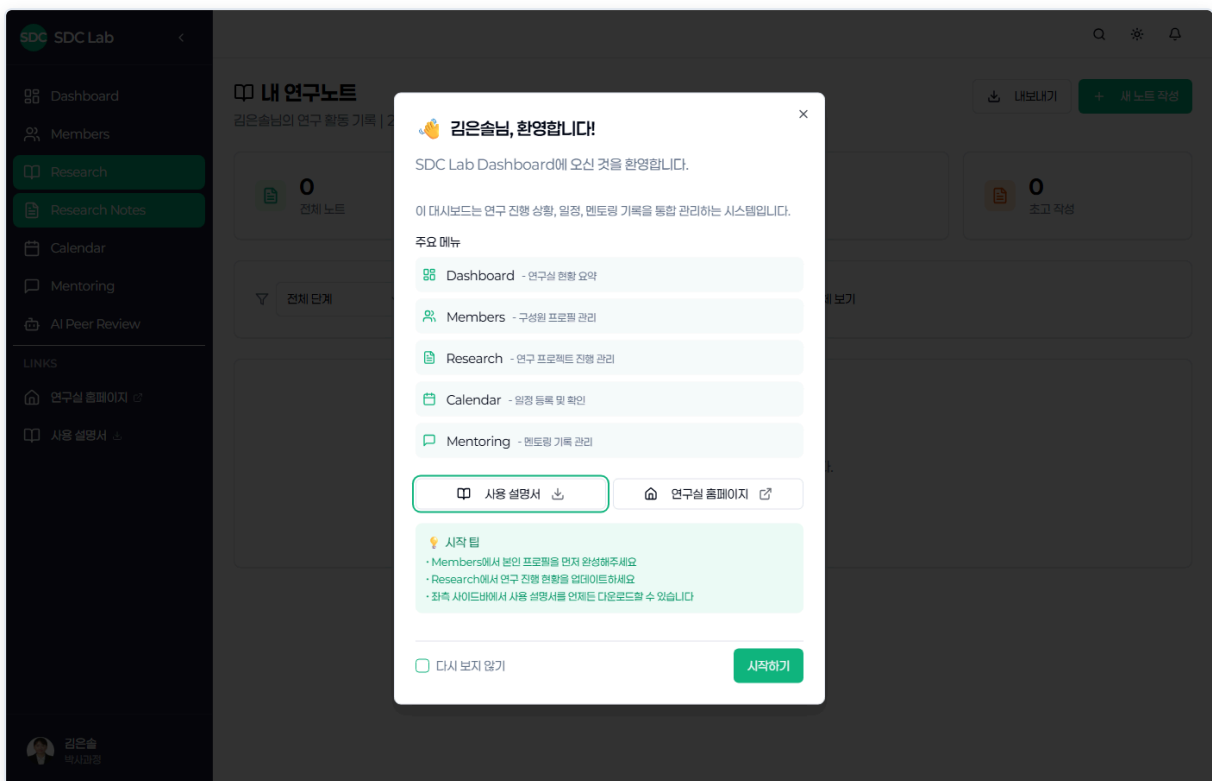 SDC SDC Lab
Dashboard
Members
Research
Research Notes
Calendar
Mentoring
AI Peer Review
LINKS
연구실 홈페이지
사용 설명서
김은솔
박사과정
내 연구노트
김은솔님의 연구 활동 기록 | 2
내보내기
+ 새 노트 작성
0
전체 노트
0
초고 작성
전체 단계
보기
김은솔님, 환영합니다!
SDC Lab Dashboard에 오신 것을 환영합니다.
이 대시보드는 연구 진행 상황, 일정, 멘토링 기록을 통합 관리하는 시스템입니다.
주요 메뉴
Dashboard - 연구실 현황 요약
Members - 구성원 프로필 관리
Research - 연구 프로젝트 진행 관리
Calendar - 일정 등록 및 확인
Mentoring - 멘토링 기록 관리
사용 설명서
연구실 홈페이지
시작 팁
• Members에서 본인 프로필을 먼저 완성해주세요
• Research에서 연구 진행 현황을 업데이트하세요
• 좌측 사이드바에서 사용 설명서를 언제든 다운로드할 수 있습니다
다시 보지 않기
시작하기